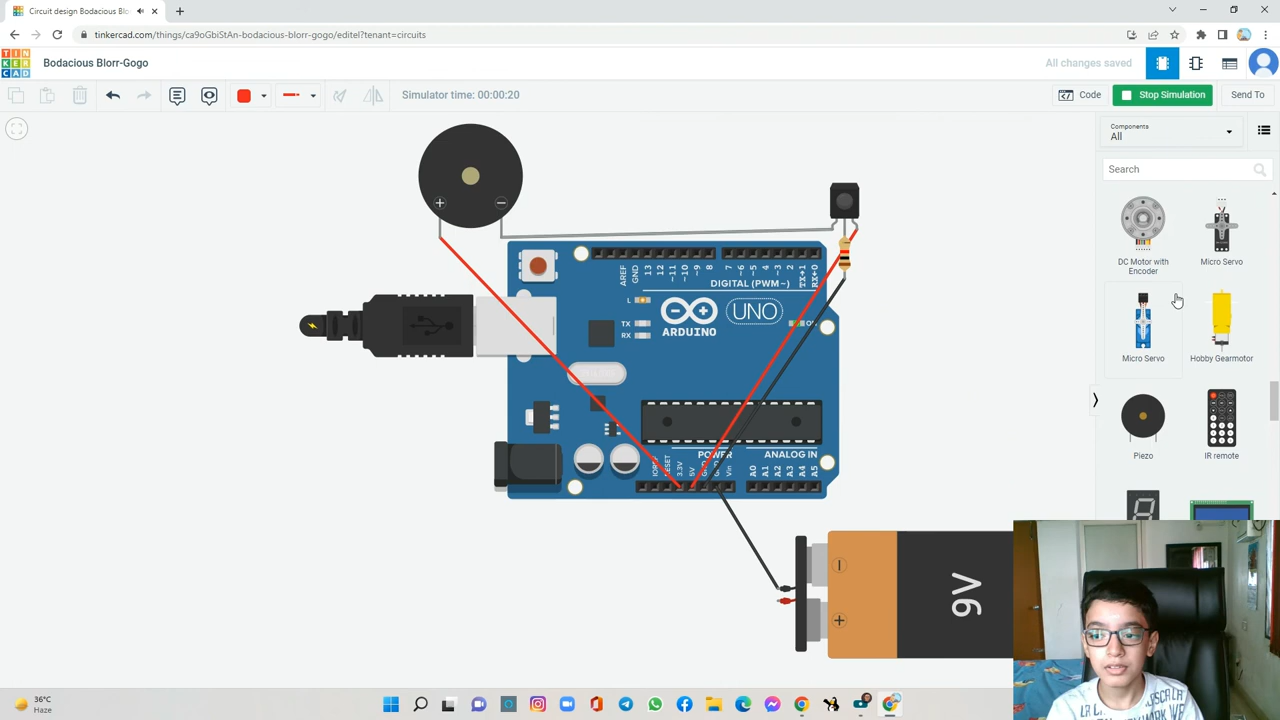 Circuit design Bodacious Blo
tinkercad.com/things/ca9oGbiStAn-bodacious-blorr-gogo/editel?tenant=circuits
TIN
KER
CAD
Bodacious Blorr-Gogo
All changes saved
Simulator time: 00:00:20
Code
Stop Simulation
Send To
Components
All
Search
DC Motor with
Encoder
Micro Servo
Micro Servo
Hobby Gearmotor
Piezo
IR remote
AREF
GND
13
12
~11
~10
~9
8
7
~6
~5
4
~3
2
TX→1
RX←0
DIGITAL (PWM~)
L
TX
RX
UNO
ARDUINO
ON
POWER
ANALOG IN
IOREF
RESET
3.3V
5V
GND
GND
Vin
A0
A1
A2
A3
A4
A5
9V
36°C
Haze